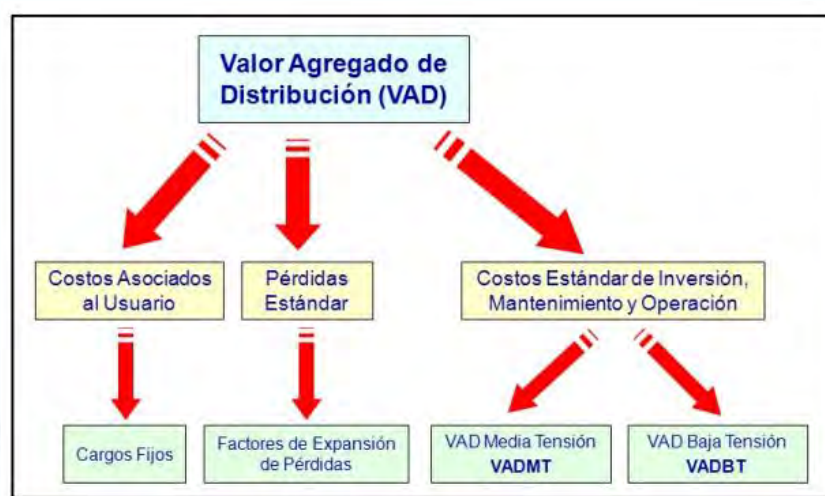 Valor Agregado de
Distribución (VAD)
Costos Asociados
al Usuario
Pérdidas
Estándar
Costos Estándar de Inversión,
Mantenimiento y Operación
Cargos Fijos
Factores de Expansión
de Pérdidas
VAD Media Tensión
VADMT
VAD Baja Tensión
VADBT